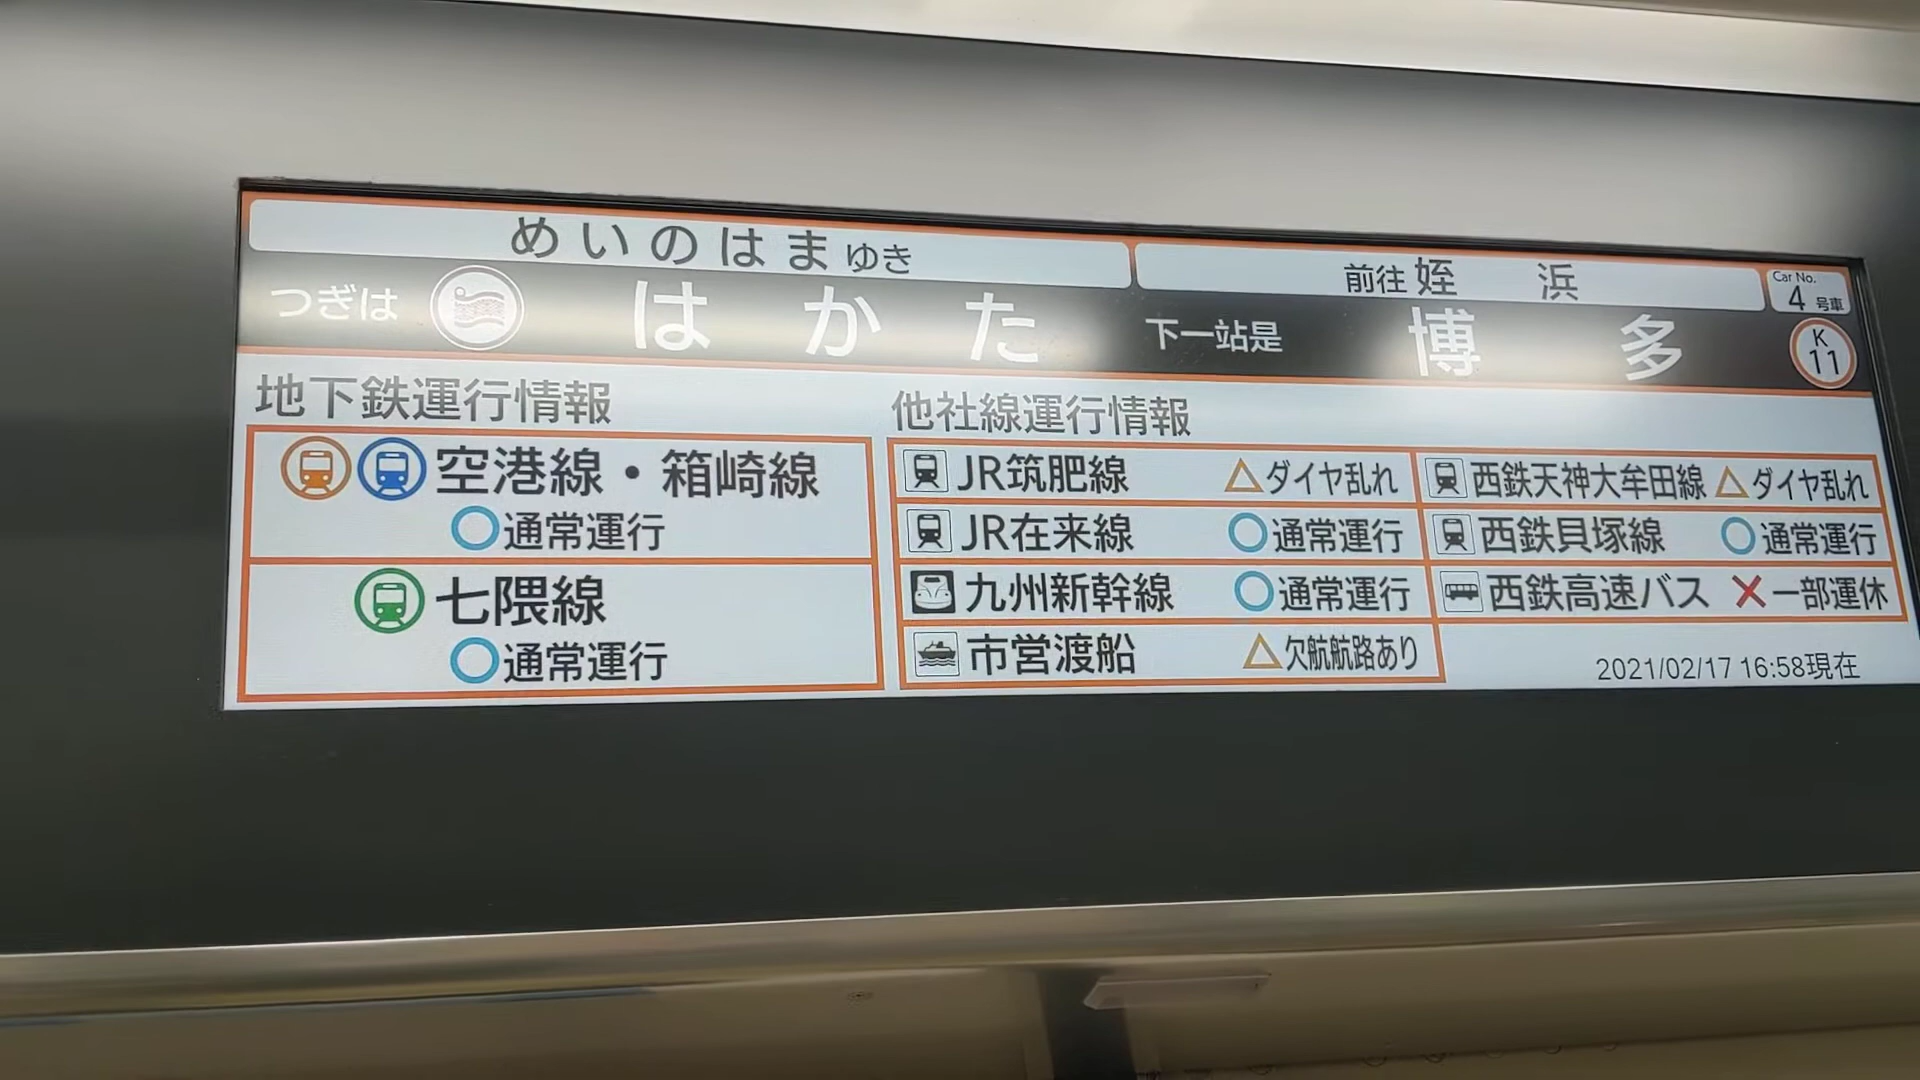 めいのはまゆき
前往 姪浜
Car No.
4 号車
つぎは はかた
下一站是 博多
K
11
地下鉄運行情報
空港線・箱崎線
通常運行
七隈線
通常運行
他社線運行情報
JR筑肥線 ダイヤ乱れ
JR在来線 通常運行
九州新幹線 通常運行
市営渡船 欠航航路あり
西鉄天神大牟田線 ダイヤ乱れ
西鉄貝塚線 通常運行
西鉄高速バス 一部運休
2021/02/17 16:58現在